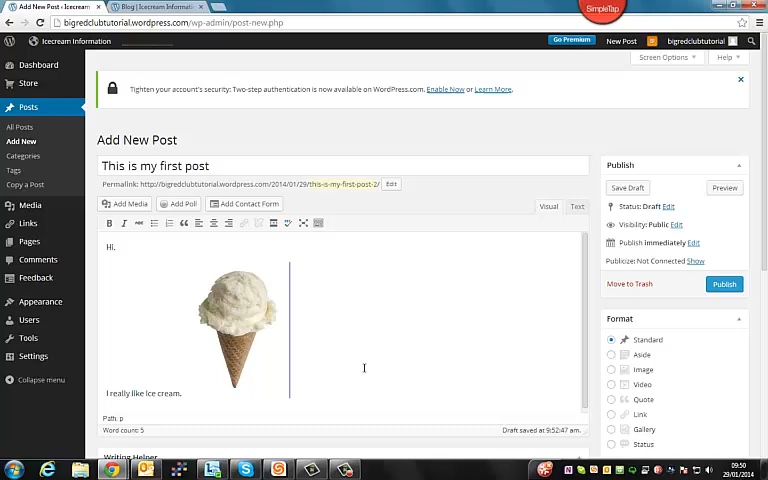 Add New Post ‹ Icecream I
Blog | Icecream Informatio
SimpleTap
bigredclubtutorial.wordpress.com/wp-admin/post-new.php
Icecream Information
Go Premium
New Post
bigredclubtutorial
Dashboard
Store
Posts
All Posts
Add New
Categories
Tags
Copy a Post
Media
Links
Pages
Comments
Feedback
Appearance
Users
Tools
Settings
Collapse menu
Screen Options
Help
Tighten your account's security: Two-step authentication is now available on WordPress.com. Enable Now or Learn More.
Add New Post
This is my first post
Permalink: http://bigredclubtutorial.wordpress.com/2014/01/29/this-is-my-first-post-2/ Edit
Add Media
Add Poll
Add Contact Form
Visual
Text
B I ABC
Hi.
I really like Ice cream.
Path: p
Word count: 5
Draft saved at 9:52:47 am.
Writing Helper
Publish
Save Draft
Preview
Status: Draft Edit
Visibility: Public Edit
Publish immediately Edit
Publicize: Not Connected Show
Move to Trash
Publish
Format
Standard
Aside
Image
Video
Quote
Link
Gallery
Status
09:50
29/01/2014